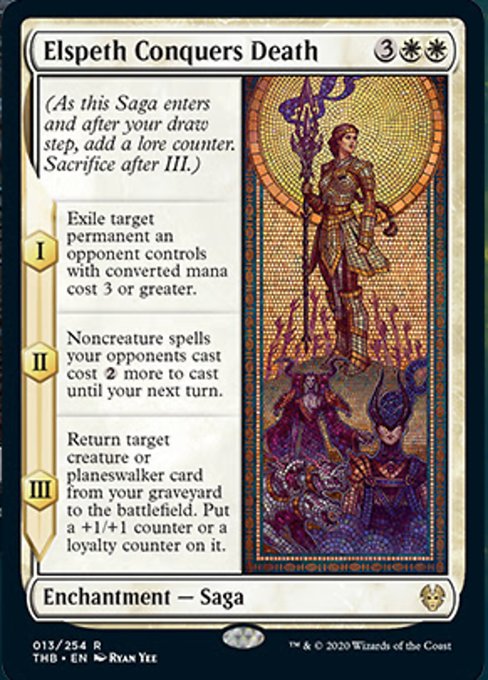 Elspeth Conquers Death 3
(As this Saga enters
and after your draw
step, add a lore counter.
Sacrifice after III.)
I
Exile target
permanent an
opponent controls
with converted mana
cost 3 or greater.
II
Noncreature spells
your opponents cast
cost 2 more to cast
until your next turn.
III
Return target
creature or
planeswalker card
from your graveyard
to the battlefield. Put
a +1/+1 counter or a
loyalty counter on it.
Enchantment — Saga
013/254 R
THB • EN Ryan Yee
™ & © 2020 Wizards of the Coast